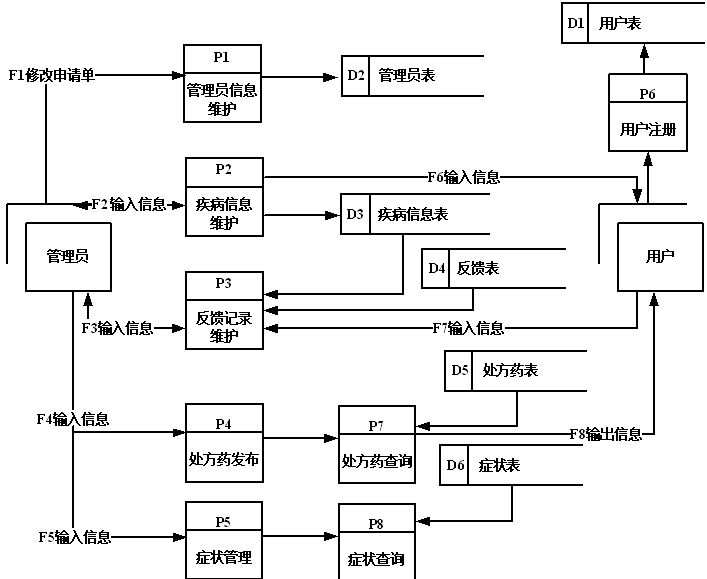 D1 用户表
P1
F1修改申请单
D2 管理员表
管理员信息
维护
P6
用户注册
P2
F6输入信息
F2输入信息
疾病信息
维护
D3 疾病信息表
管理员
用户
D4 反馈表
P3
反馈记录
维护
F3输入信息
F7输入信息
D5 处方药表
F4输入信息
P4
P7
F8输出信息
处方药发布
处方药查询
D6 症状表
P5
P8
F5输入信息
症状管理
症状查询